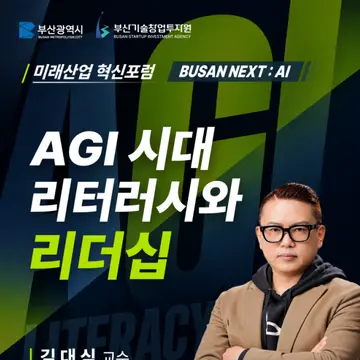 부산광역시
BUSAN METROPOLITAN CITY
부산기술창업투자원
BUSAN STARTUP INVESTMENT AGENCY
미래산업 혁신포럼
BUSAN NEXT : AI
AGI
AGI 시대
리터러시와
리더십
LITERACY
김대식 교수